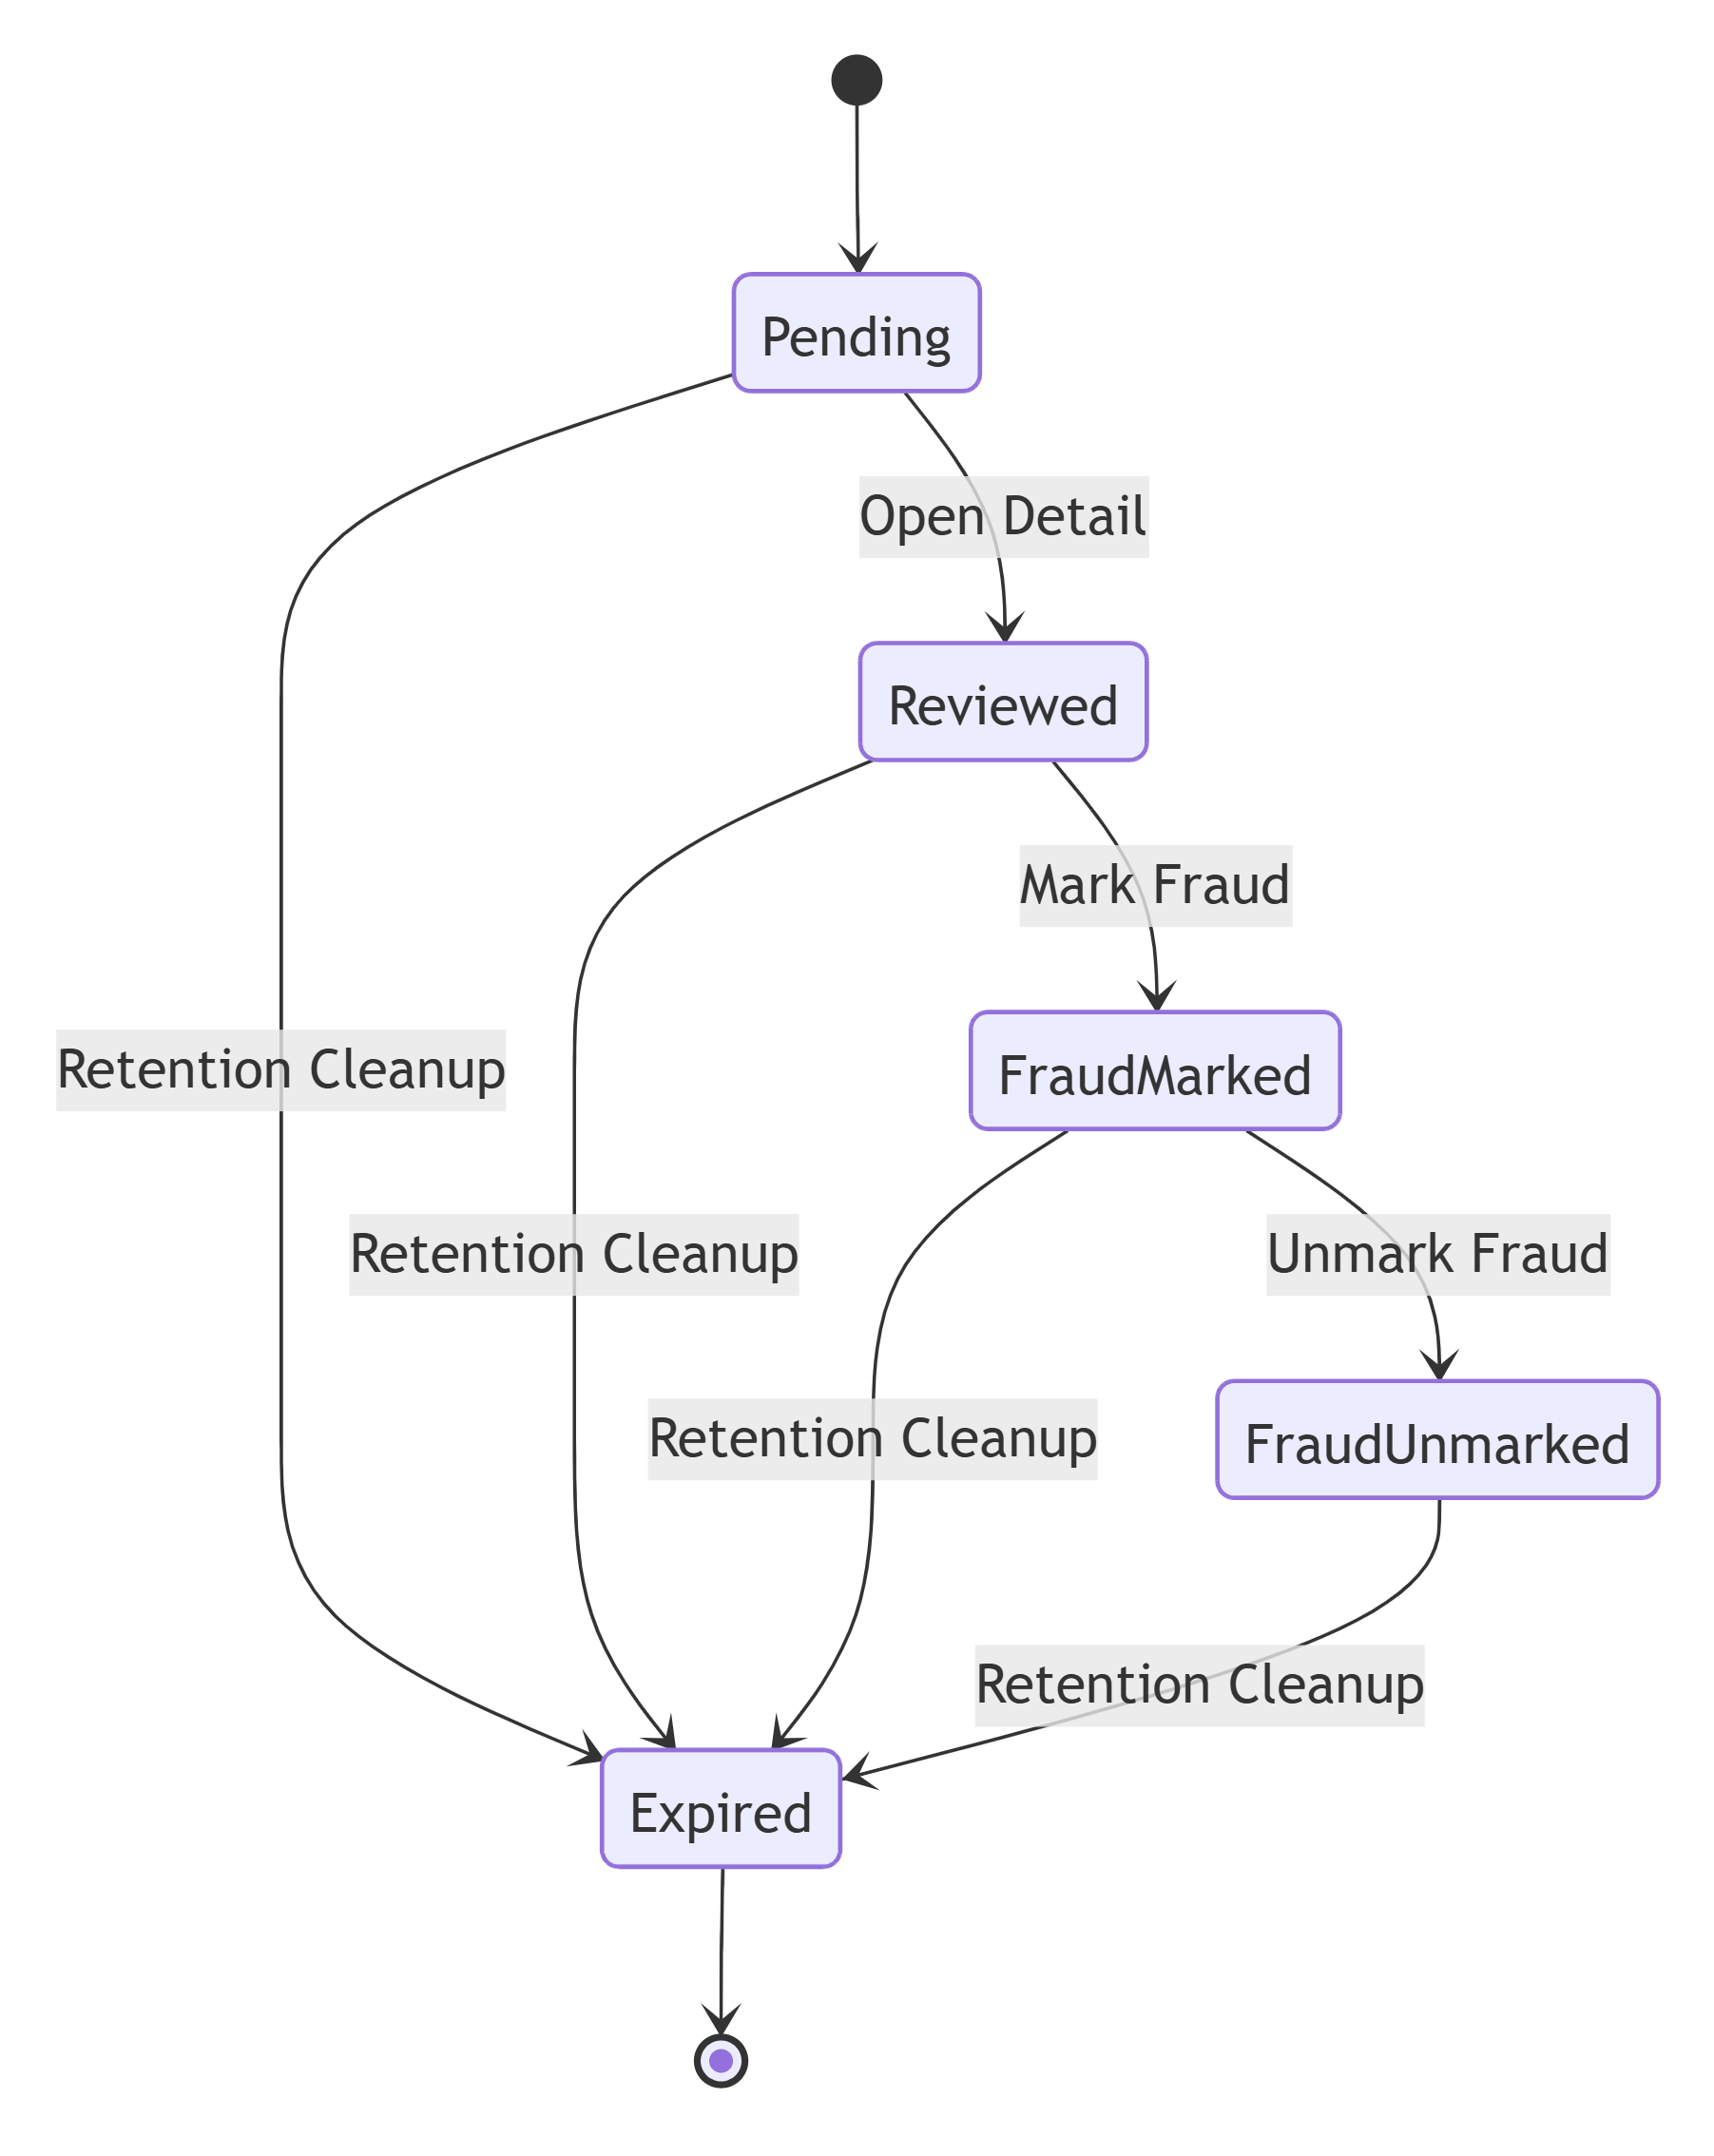 Pending
Open Detail
Reviewed
Mark Fraud
Retention Cleanup
FraudMarked
Retention Cleanup
Unmark Fraud
Retention Cleanup
FraudUnmarked
Retention Cleanup
Expired